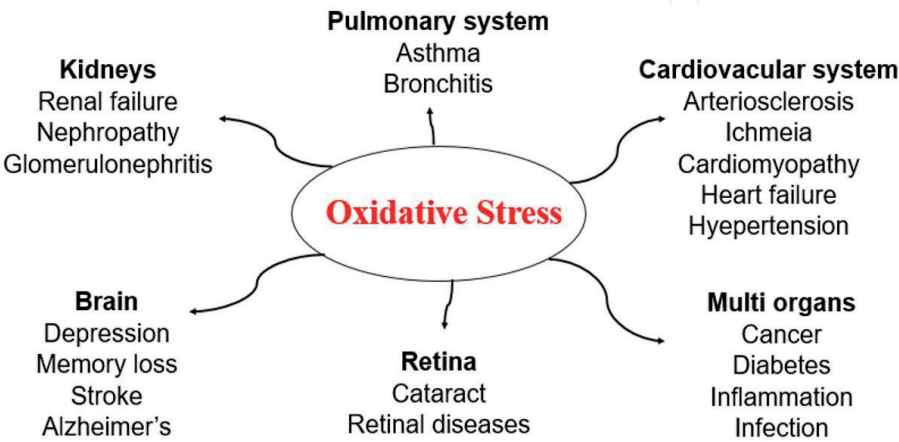 Pulmonary system
Asthma
Bronchitis
Kidneys
Renal failure
Nephropathy
Glomerulonephritis
Cardiovacular system
Arteriosclerosis
Ichmeia
Cardiomyopathy
Heart failure
Hyepertension
Oxidative Stress
Brain
Depression
Memory loss
Stroke
Alzheimer’s
Retina
Cataract
Retinal diseases
Multi organs
Cancer
Diabetes
Inflammation
Infection